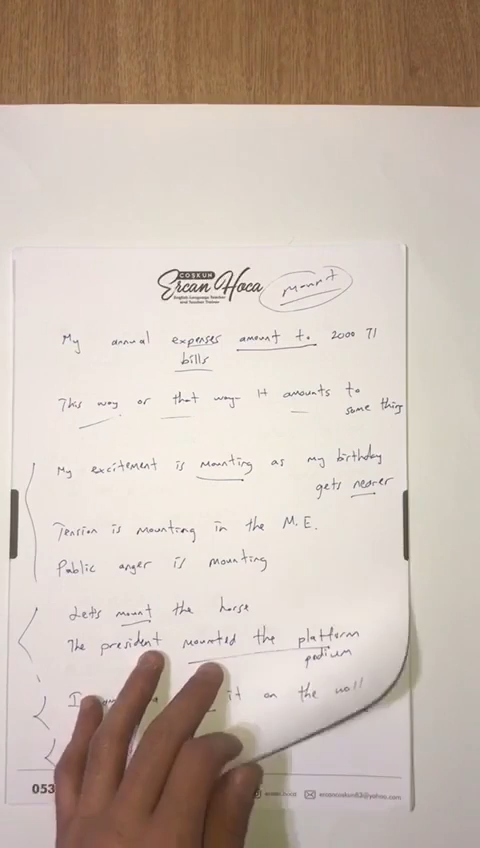 COŞKUN
Ercan Hoca
English Language Teacher
and Teacher Trainer
mount
My annual expenses amount to 2000 Tl
bills
This way or that way It amounts to
some thing
My excitement is mounting as my birthday
gets nearer
Tension is mounting in the M.E.
Public anger is mounting
Let's mount the horse
The president mounted the platform
podium
I it on the wall
053
ercan.hoca ercancoskun63@yahoo.com